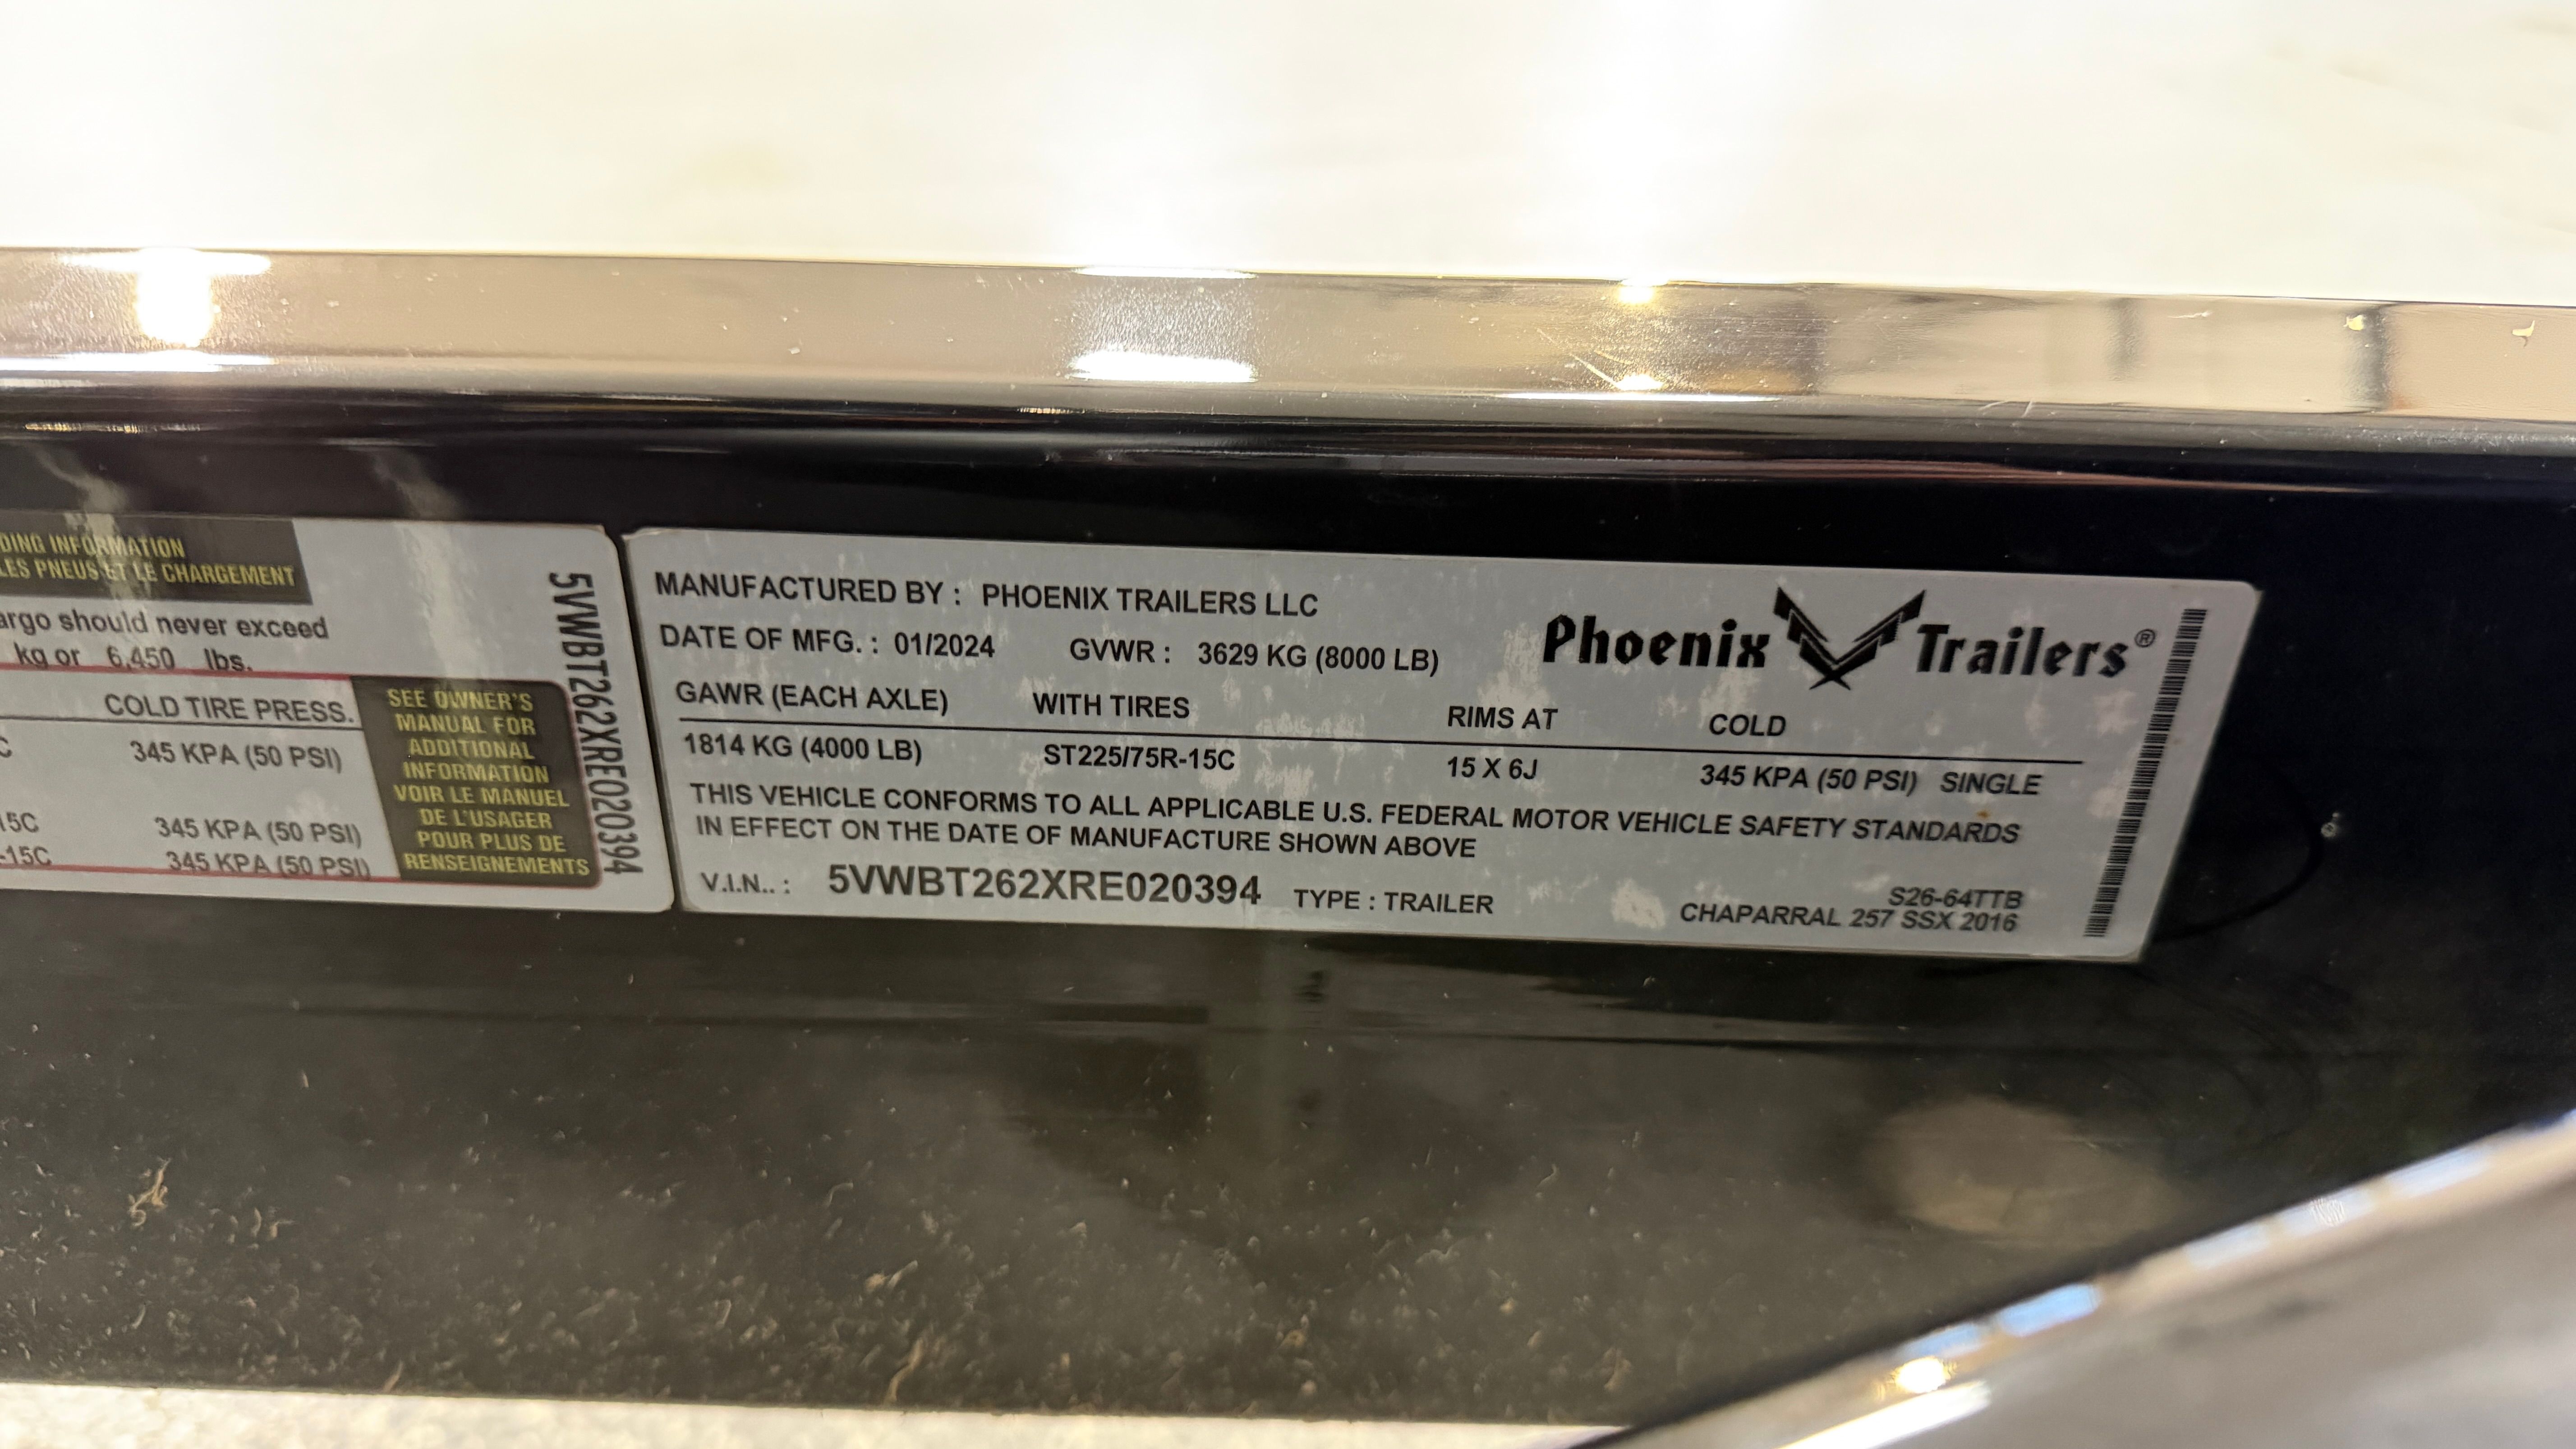 DING INFORMATION
LES PNEUS ET LE CHARGEMENT
argo should never exceed
kg or 6,450 lbs.
COLD TIRE PRESS.
C 345 KPA (50 PSI)
15C 345 KPA (50 PSI)
-15C 345 KPA (50 PSI)
SEE OWNER'S
MANUAL FOR
ADDITIONAL
INFORMATION
VOIR LE MANUEL
DE L'USAGER
POUR PLUS DE
RENSEIGNEMENTS
5VWBT262XRE020394
MANUFACTURED BY : PHOENIX TRAILERS LLC
Phoenix Trailers®
DATE OF MFG. : 01/2024 GVWR : 3629 KG (8000 LB)
GAWR (EACH AXLE) WITH TIRES RIMS AT COLD
1814 KG (4000 LB) ST225/75R-15C 15 X 6J 345 KPA (50 PSI) SINGLE
THIS VEHICLE CONFORMS TO ALL APPLICABLE U.S. FEDERAL MOTOR VEHICLE SAFETY STANDARDS
IN EFFECT ON THE DATE OF MANUFACTURE SHOWN ABOVE
V.I.N.. : 5VWBT262XRE020394 TYPE : TRAILER
S26-64TTB
CHAPARRAL 257 SSX 2016